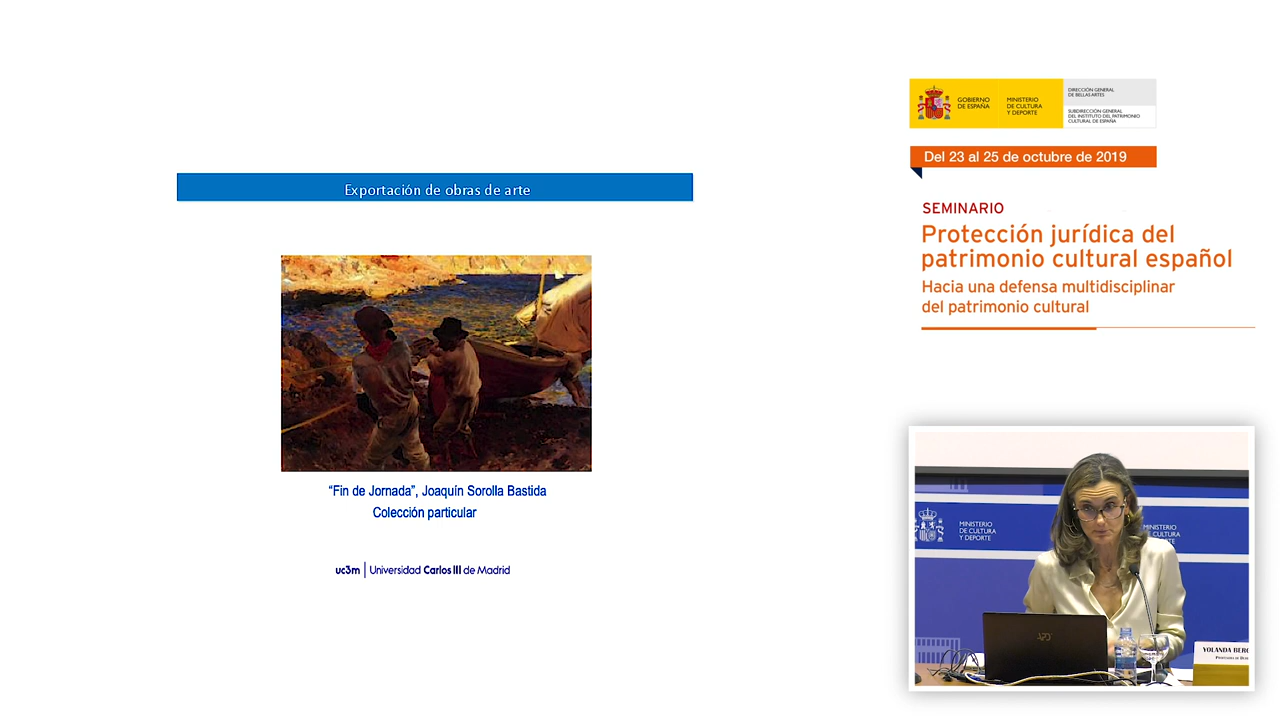 Exportación de obras de arte
“Fin de Jornada”, Joaquín Sorolla Bastida
Colección particular
uc3m | Universidad Carlos III de Madrid
GOBIERNO
DE ESPAÑA
MINISTERIO
DE CULTURA
Y DEPORTE
DIRECCIÓN GENERAL
DE BELLAS ARTES
SUBDIRECCIÓN GENERAL
DEL INSTITUTO DEL PATRIMONIO
CULTURAL DE ESPAÑA
Del 23 al 25 de octubre de 2019
SEMINARIO
Protección jurídica del
patrimonio cultural español
Hacia una defensa multidisciplinar
del patrimonio cultural
MINISTERIO
DE CULTURA
Y DEPORTE
MINISTERIO
DE CULTURA
Y DEPORTE
YOLANDA BERG